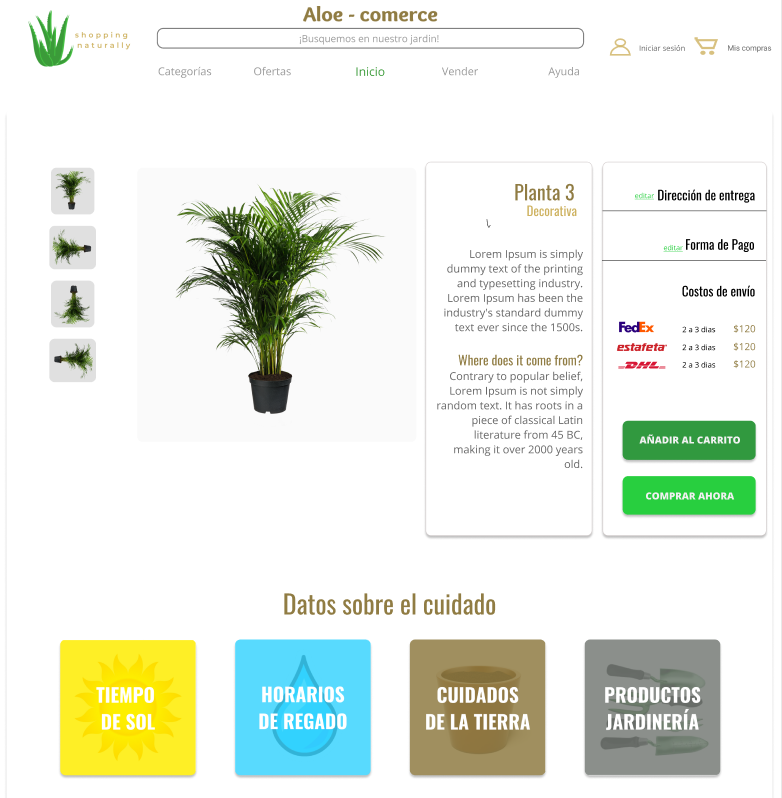 Aloe - comerce
shopping
naturally
¡Busquemos en nuestro jardin!
Iniciar sesión
Mis compras
Categorías
Ofertas
Inicio
Vender
Ayuda
Planta 3
Decorativa
Lorem Ipsum is simply
dummy text of the printing
and typesetting industry.
Lorem Ipsum has been the
industry's standard dummy
text ever since the 1500s.
Where does it come from?
Contrary to popular belief,
Lorem Ipsum is not simply
random text. It has roots in a
piece of classical Latin
literature from 45 BC,
making it over 2000 years
old.
editar Dirección de entrega
editar Forma de Pago
Costos de envío
FedEx 2 a 3 dias $120
estafeta 2 a 3 dias $120
DHL 2 a 3 dias $120
AÑADIR AL CARRITO
COMPRAR AHORA
Datos sobre el cuidado
TIEMPO
DE SOL
HORARIOS
DE REGADO
CUIDADOS
DE LA TIERRA
PRODUCTOS
JARDINERÍA